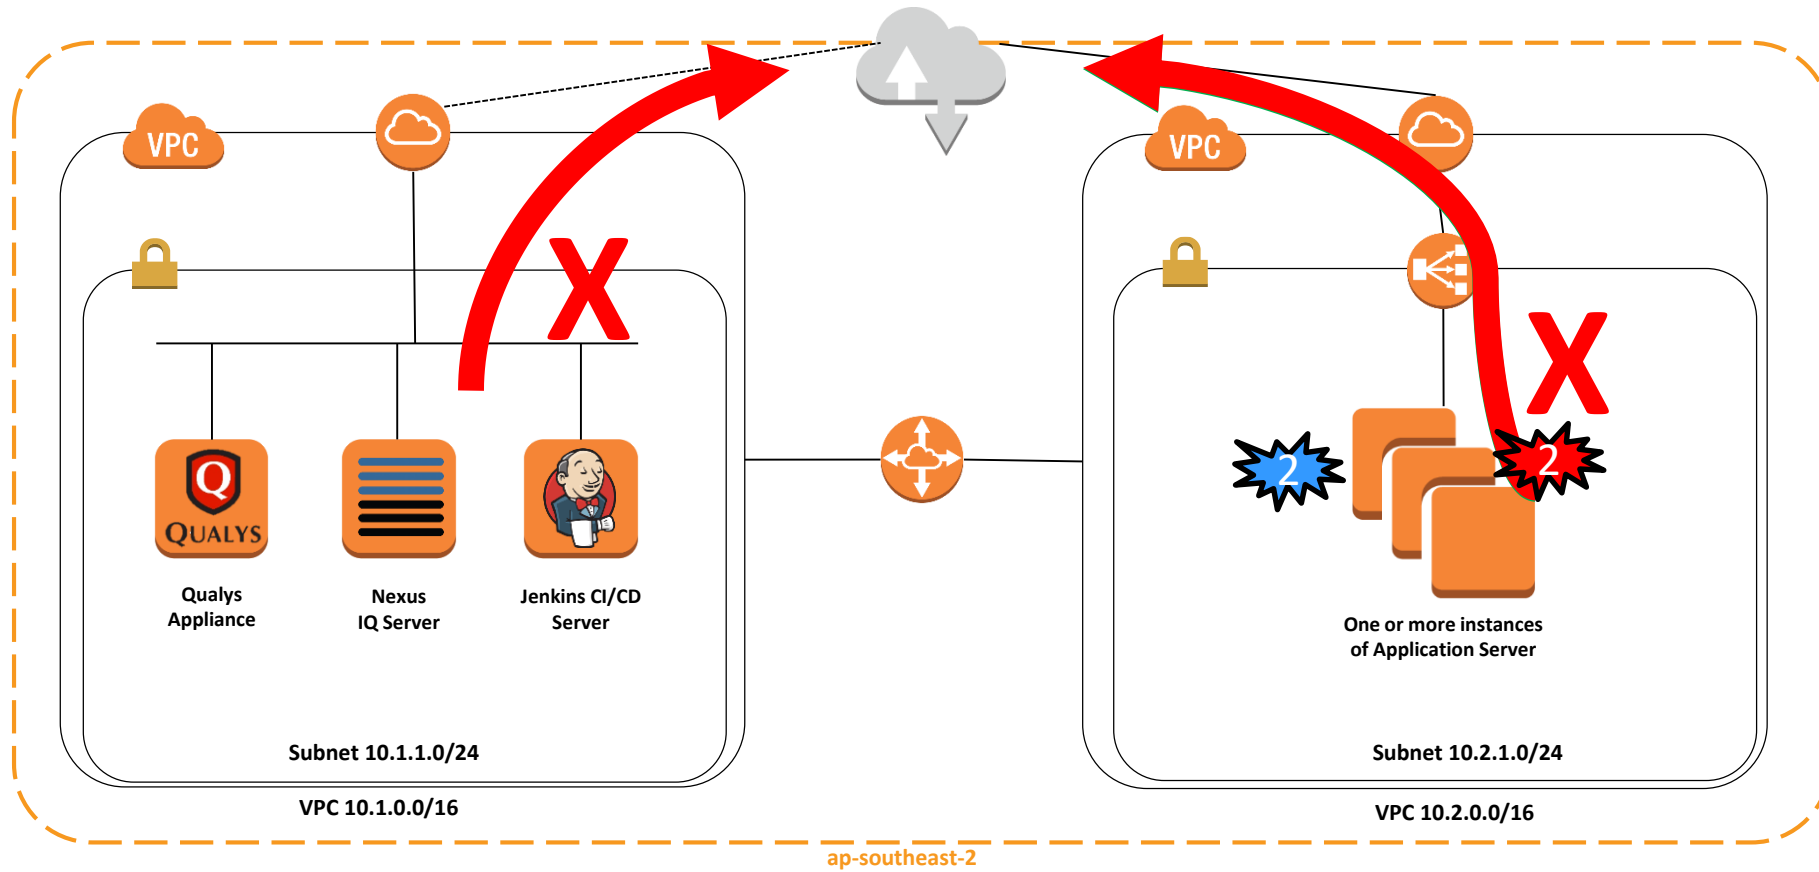 VPC
VPC
X
X
2
2
Q
QUALYS
Qualys
Appliance
Nexus
IQ Server
Jenkins CI/CD
Server
One or more instances
of Application Server
Subnet 10.1.1.0/24
Subnet 10.2.1.0/24
VPC 10.1.0.0/16
VPC 10.2.0.0/16
ap-southeast-2